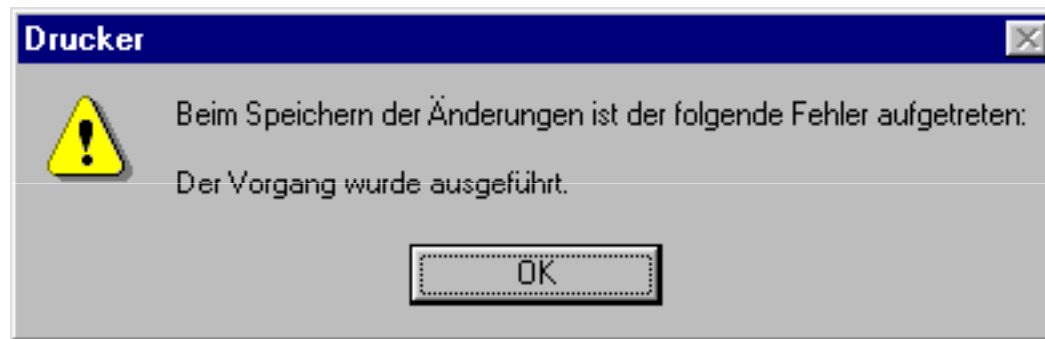 Drucker
Beim Speichern der Änderungen ist der folgende Fehler aufgetreten:
Der Vorgang wurde ausgeführt.
OK